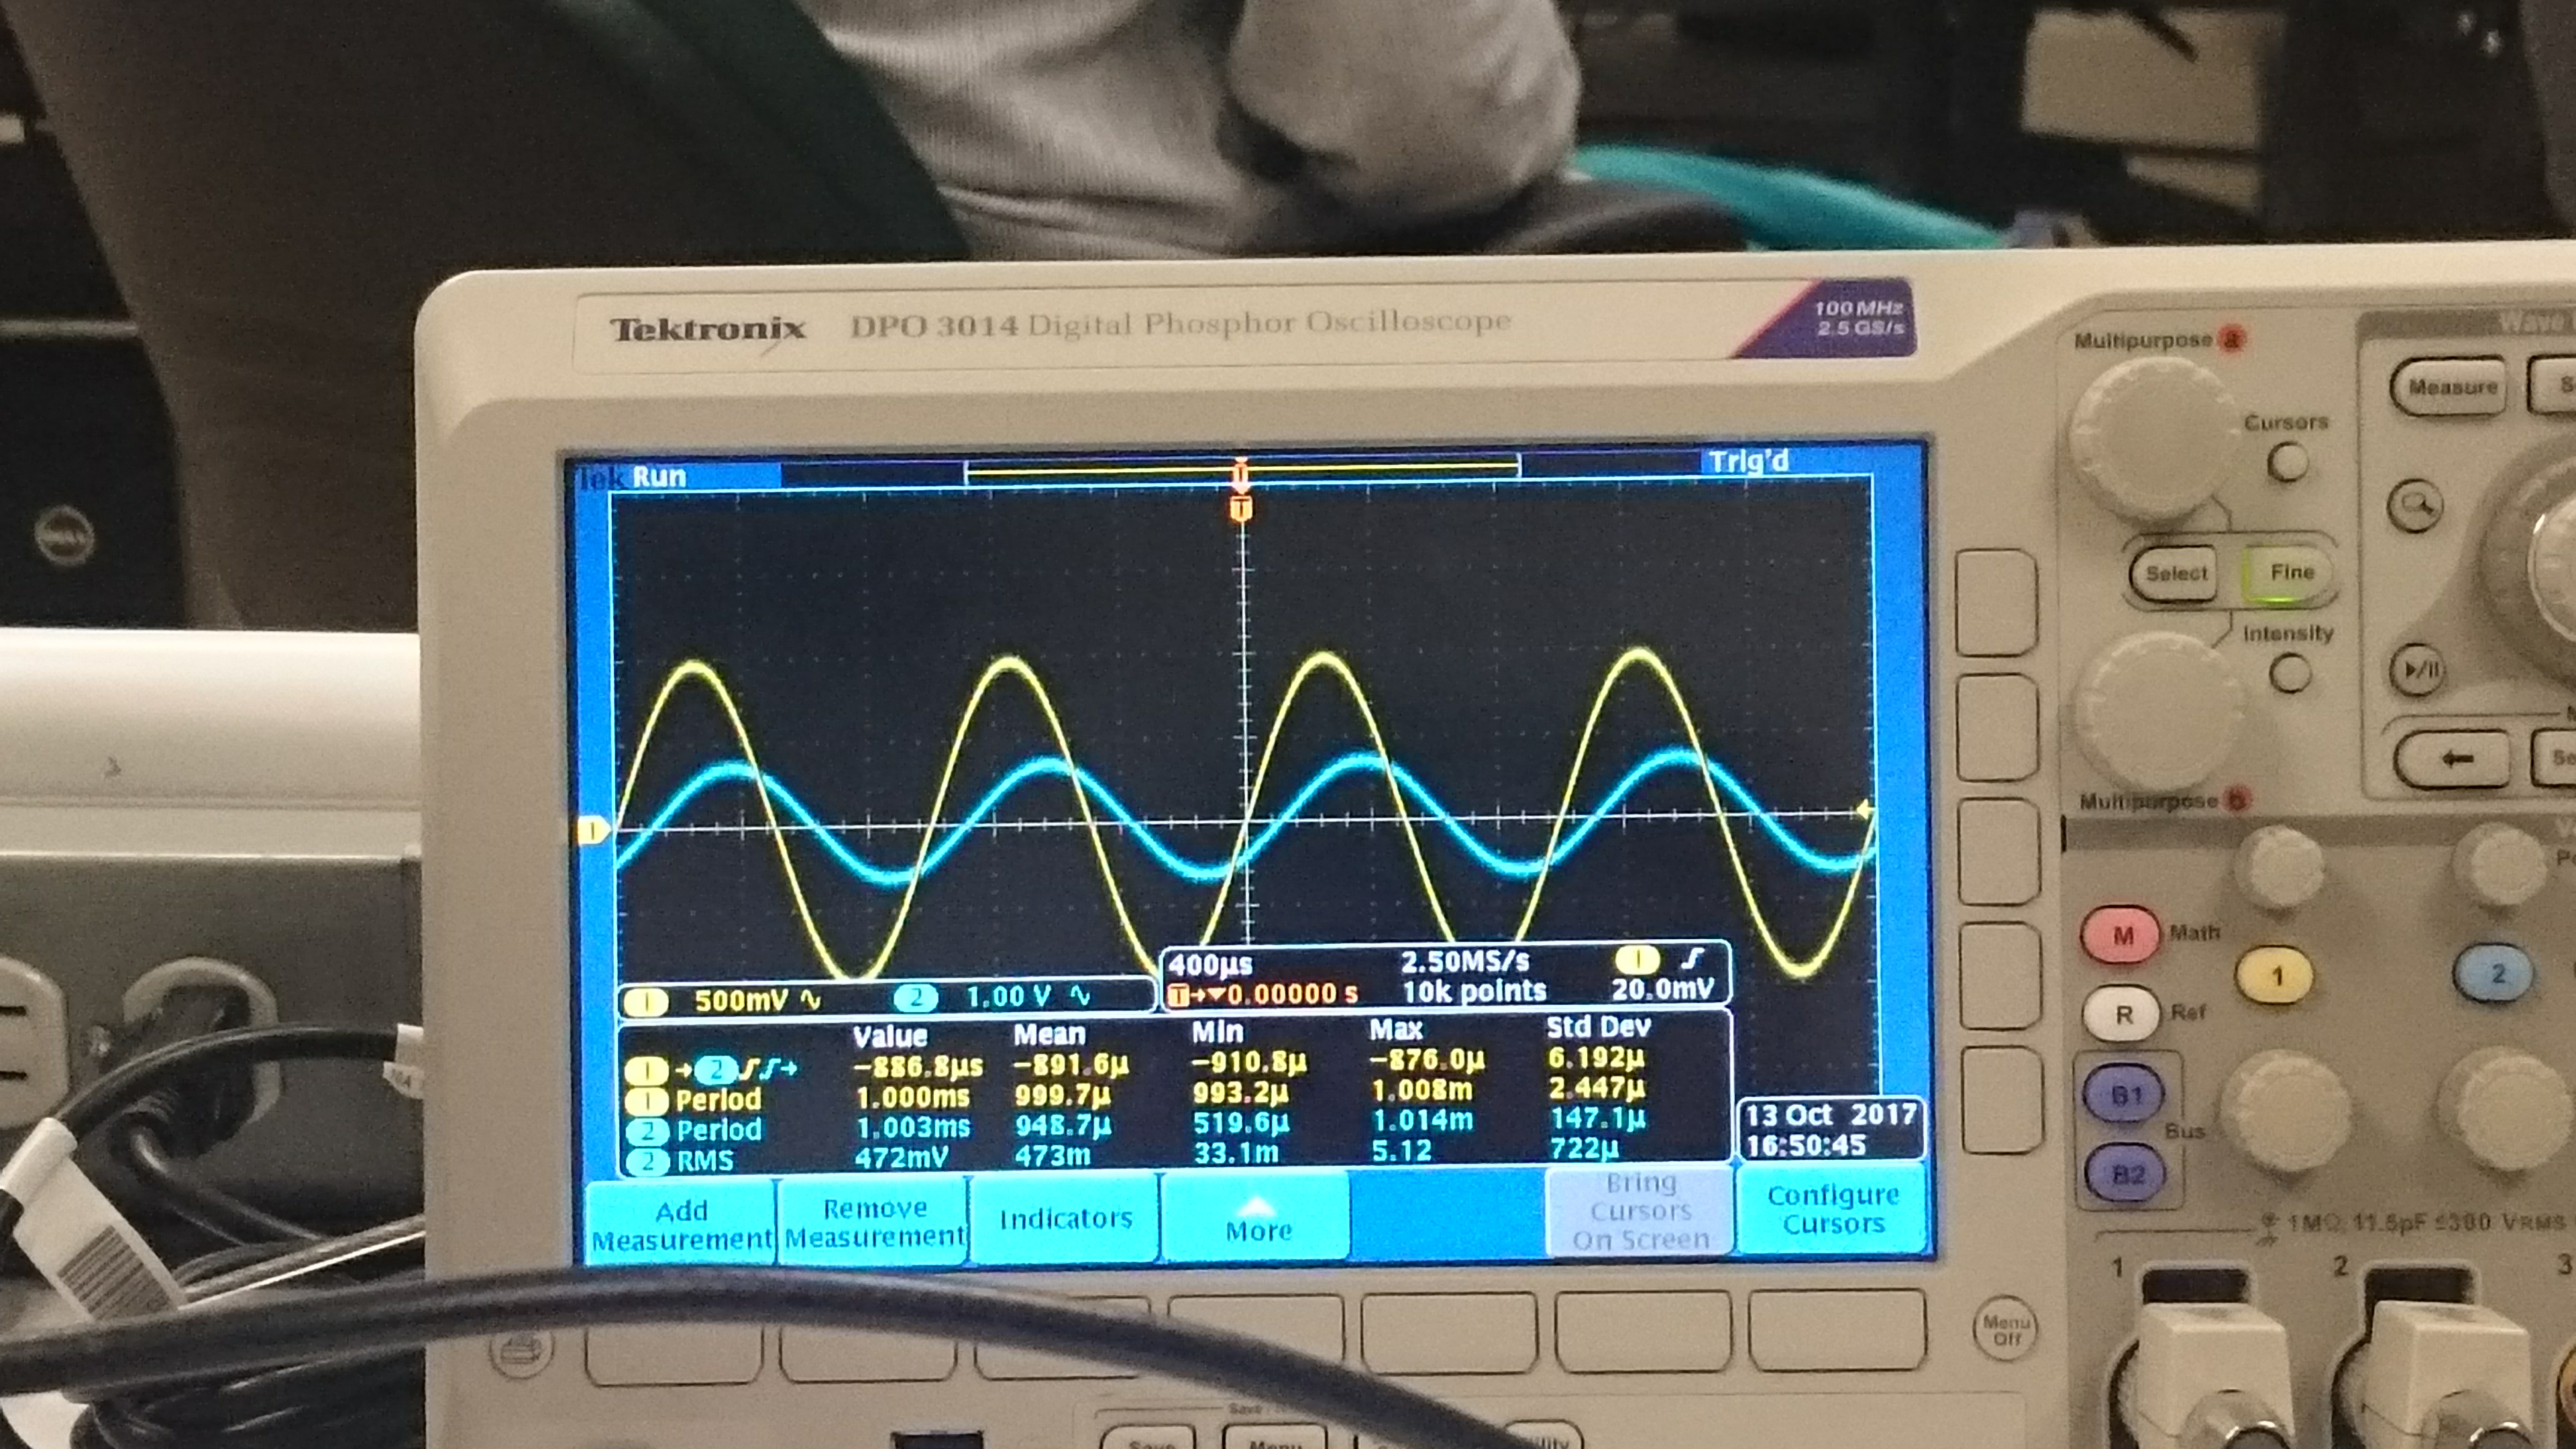 Tektronix DPO 3014 Digital Phosphor Oscilloscope
100 MHz
2.5 GS/s
Multipurpose a
Measure
Cursors
Select
Fine
Intensity
Multipurpose b
M Math
R Ref
B1
B2
Bus
1
2
1MΩ 11.5pF ≤300 VRMS
1
2
3
Menu
Off
Tek Run
Trig'd
T
T
1
1 500mV
2 1.00 V
400µs
2.50MS/s
1
T 0.00000 s
10k points
20.0mV
Value Mean Min Max Std Dev
1 2 −886.8µs −891.6µ −910.8µ −876.0µ 6.192µ
1 Period 1.000ms 999.7µ 993.2µ 1.008m 2.447µ
2 Period 1.003ms 948.7µ 519.6µ 1.014m 147.1µ
2 RMS 472mV 473m 33.1m 5.12 722µ
13 Oct 2017
16:50:45
Add
Measurement
Remove
Measurement
Indicators
More
Bring
Cursors
On Screen
Configure
Cursors
Save
Menu
DELL